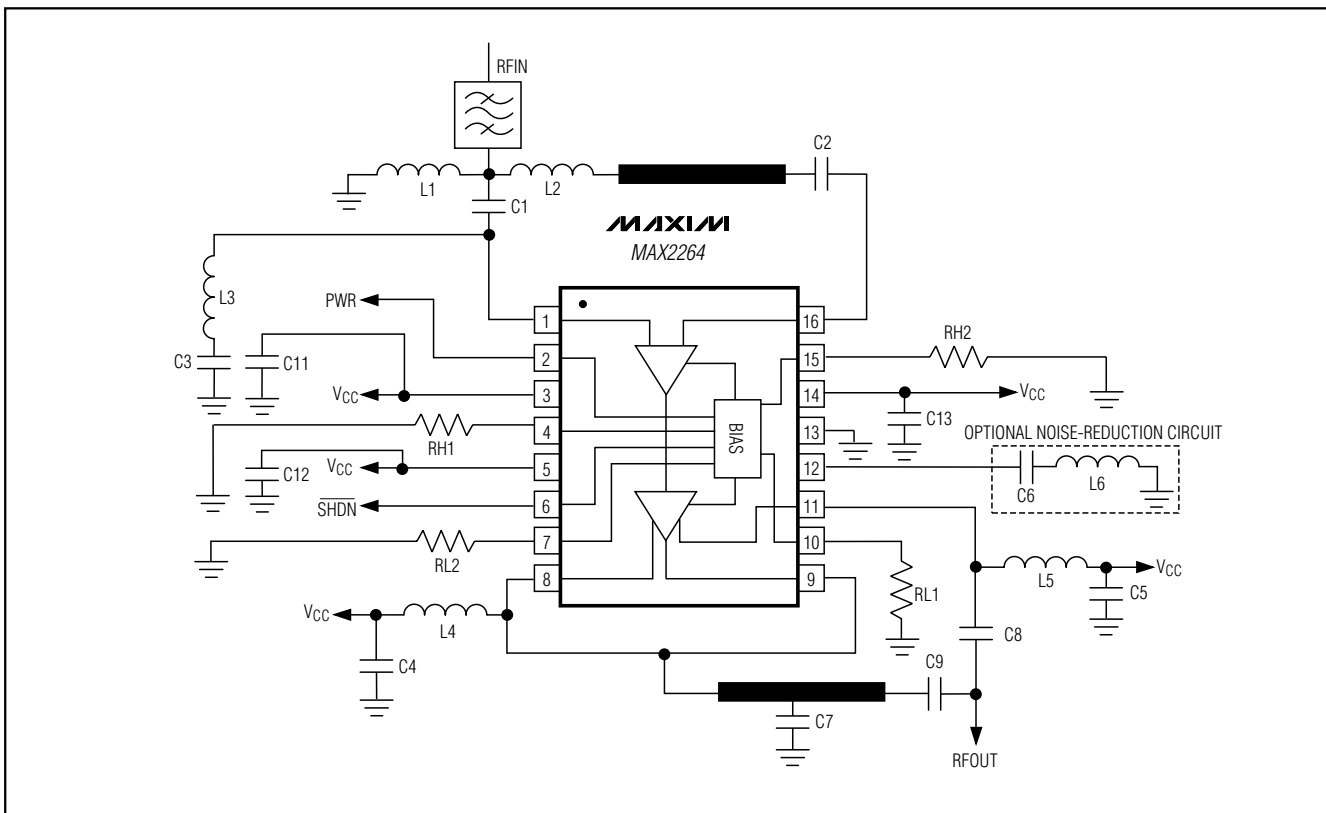 RFIN
C2
L1
L2
C1
MAXIM
MAX2264
L3
PWR
1
16
RH2
C3
C11
2
15
VCC
3
14
VCC
C13
RH1
4
BIAS
13
OPTIONAL NOISE-REDUCTION CIRCUIT
C12
VCC
5
12
C6
L6
SHDN
6
11
RL2
7
10
8
9
RL1
L5
VCC
C5
VCC
L4
C8
C4
C9
C7
RFOUT